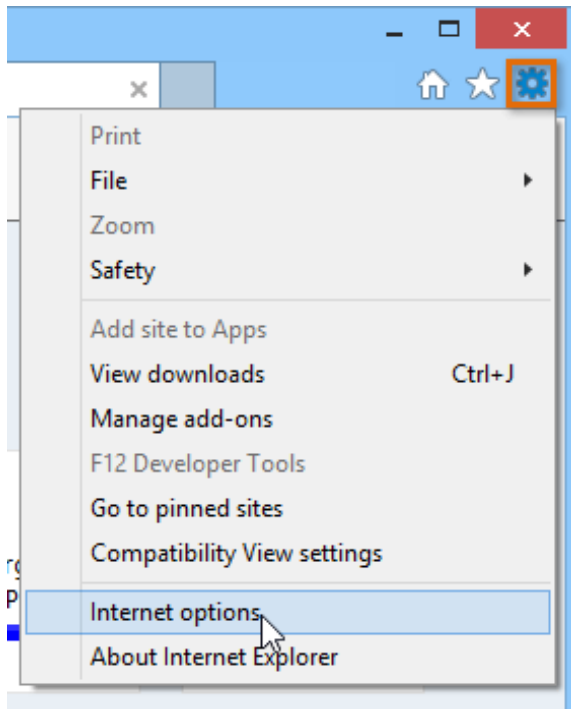 Print
File
Zoom
Safety
Add site to Apps
View downloads Ctrl+J
Manage add-ons
F12 Developer Tools
Go to pinned sites
Compatibility View settings
Internet options
About Internet Explorer